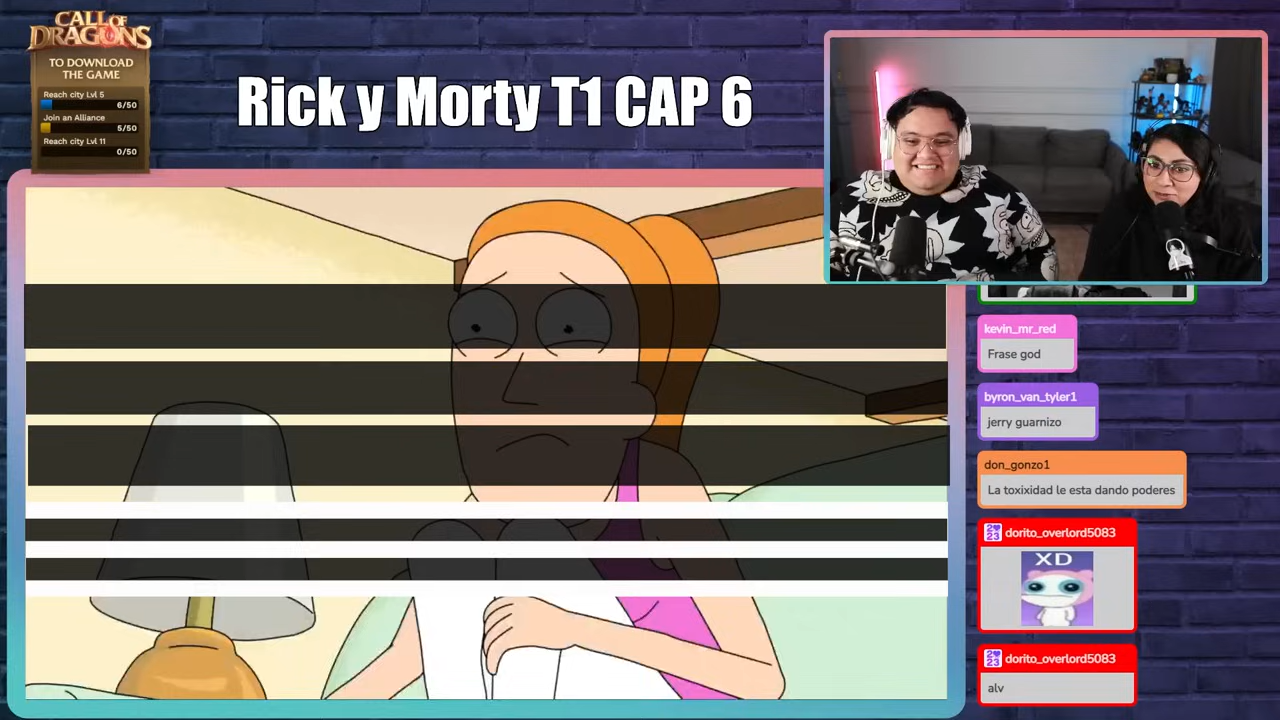 CALL OF
DRAGONS
TO DOWNLOAD
THE GAME
Reach city Lvl 5
6/50
Join an Alliance
5/50
Reach city Lvl 11
0/50
Rick y Morty T1 CAP 6
kevin_mr_red
Frase god
byron_van_tyler1
jerry guarnizo
don_gonzo1
La toxixidad le esta dando poderes
dorito_overlord5083
XD
dorito_overlord5083
alv